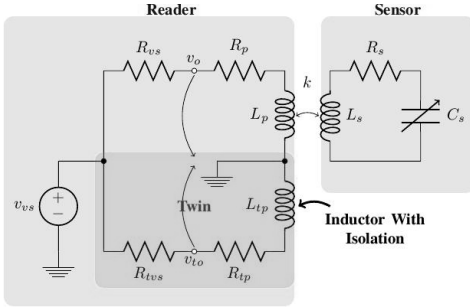 Reader Sensor
R_vs v_o R_p R_s
k
L_p L_s C_s
v_vs + − Twin L_tp
Inductor With
Isolation
R_tvs v_to R_tp